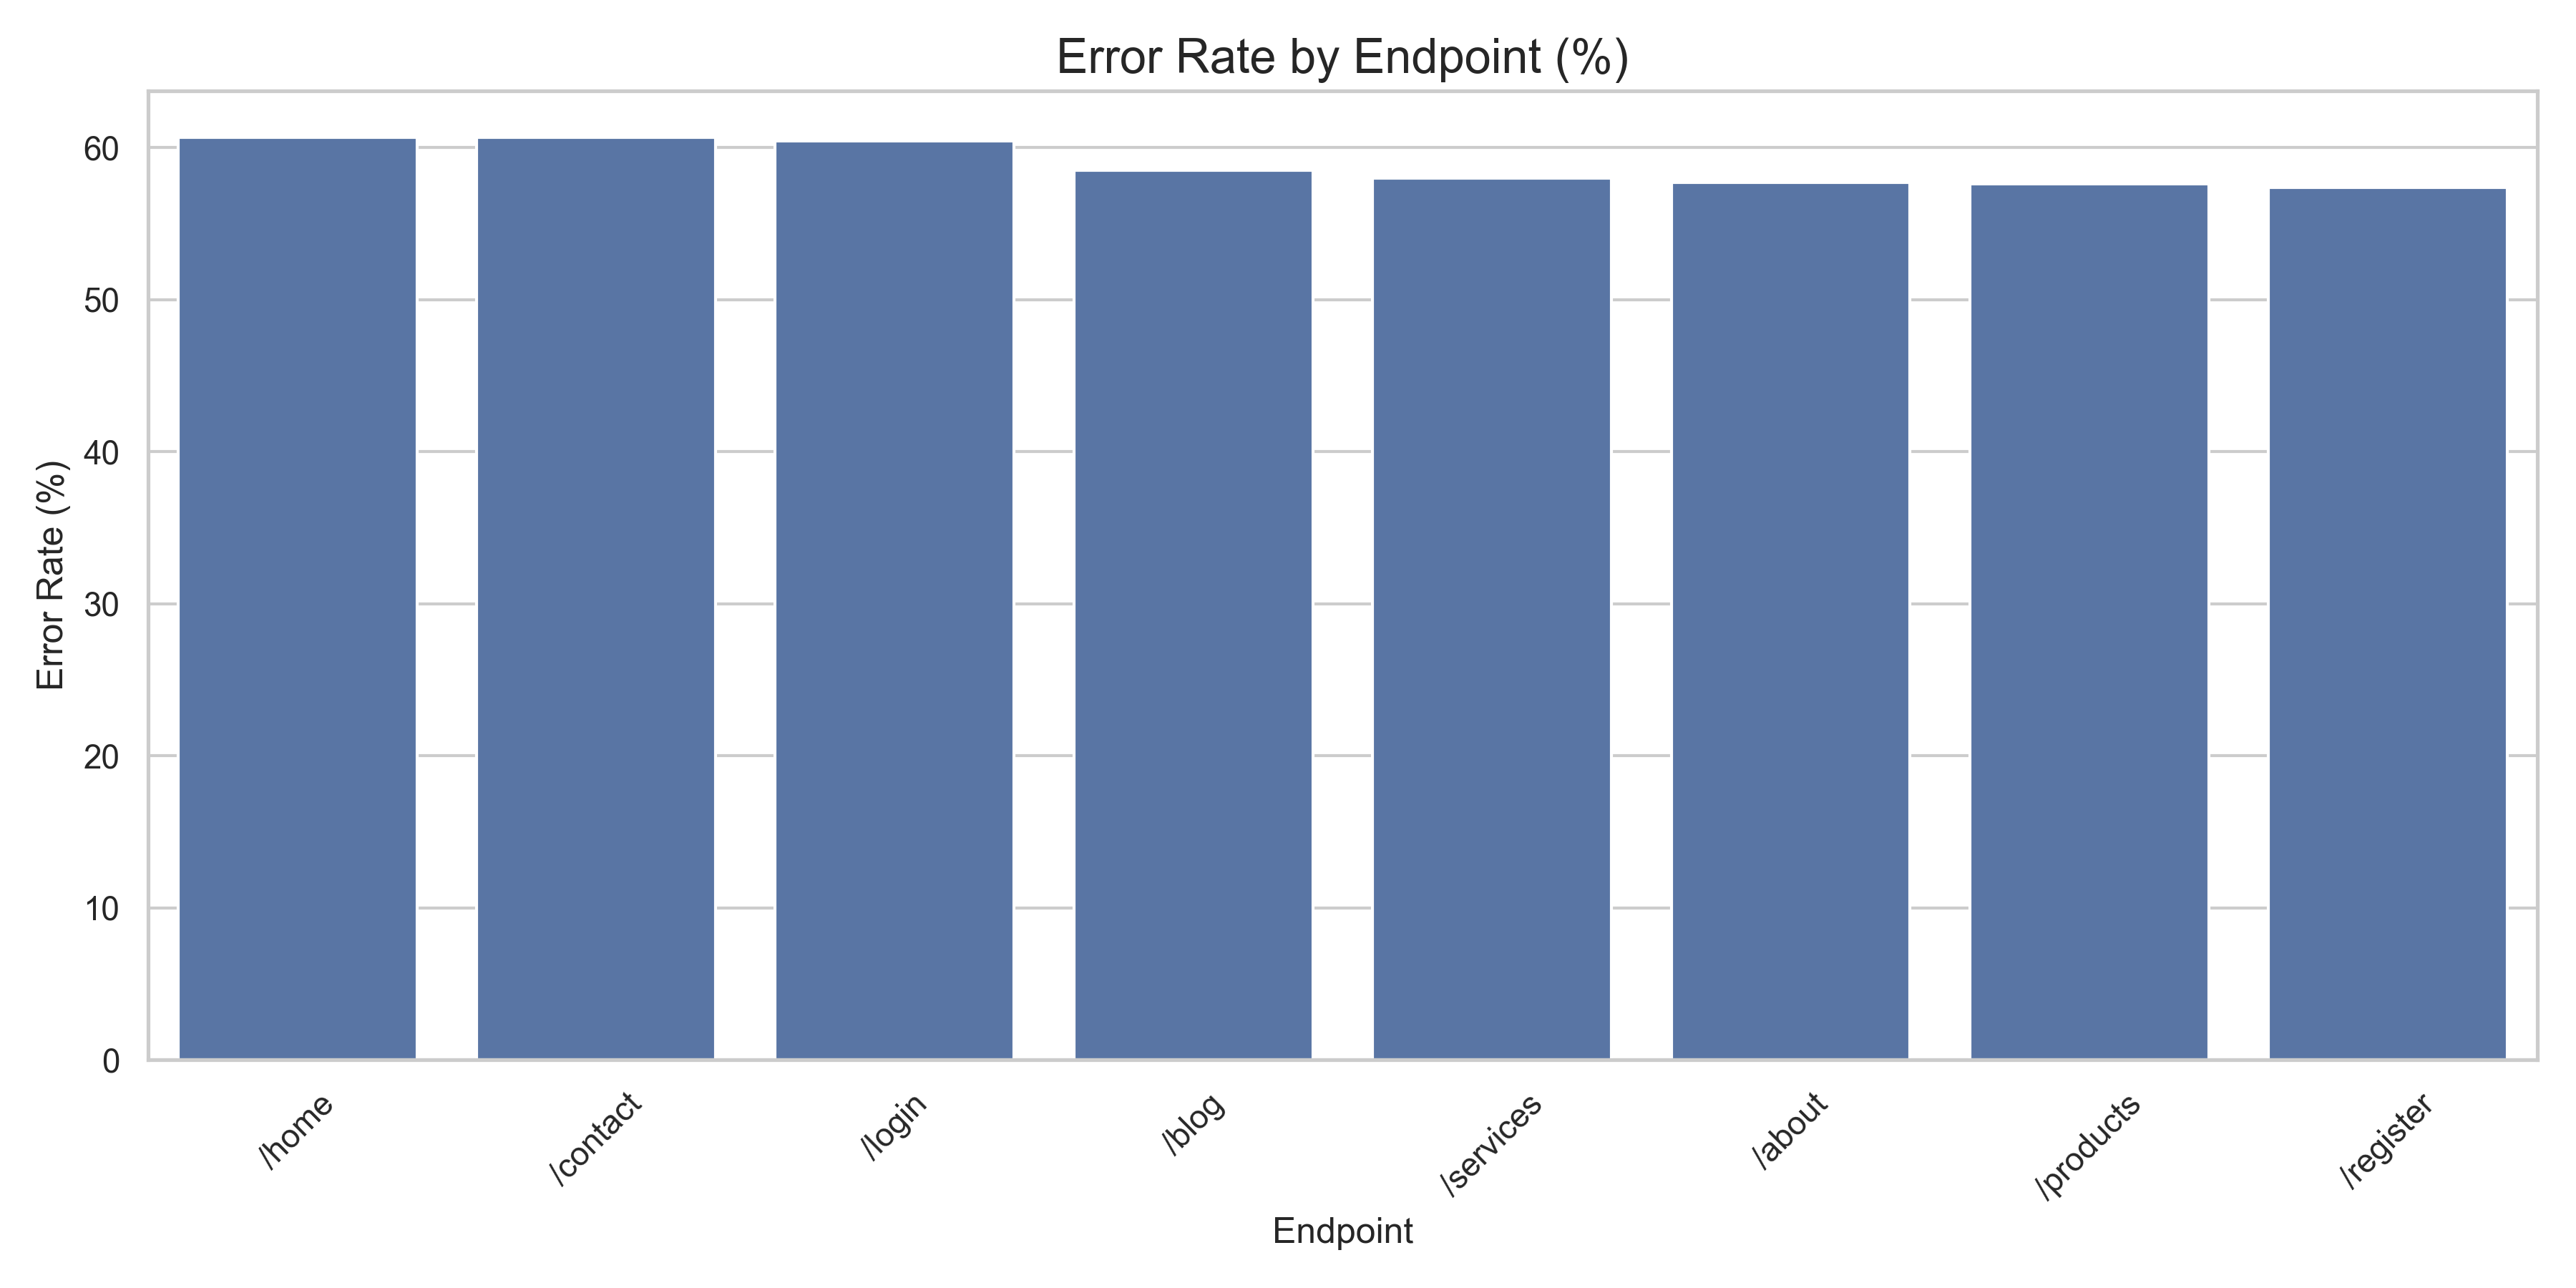 Error Rate by Endpoint (%)
Error Rate (%)
60
50
40
30
20
10
0
/home
/contact
/login
/blog
/services
/about
/products
/register
Endpoint